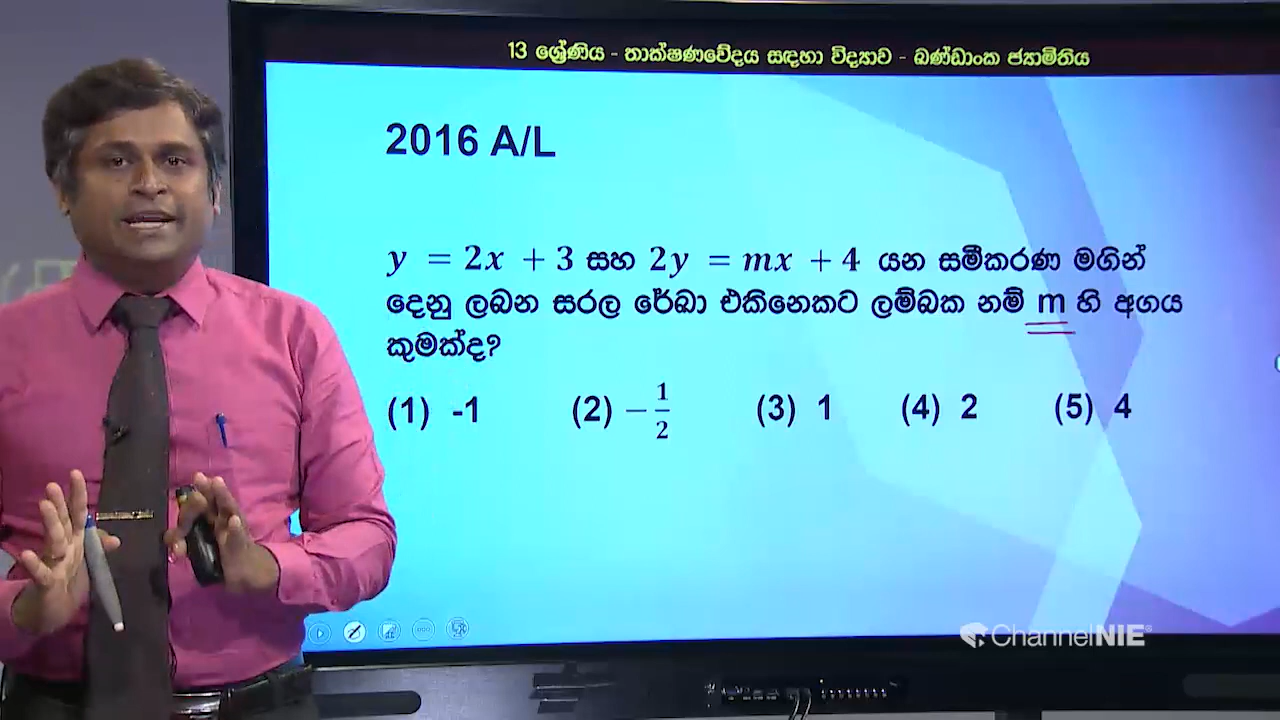 13 ශ්‍රේණිය - තාක්ෂණවේදය සඳහා විද්‍යාව - ඛණ්ඩාංක ජ්‍යාමිතිය
2016 A/L
y = 2x + 3 සහ 2y = mx + 4 යන සමීකරණ මගින්
දෙනු ලබන සරල රේඛා එකිනෙකට ලම්බක නම් m හි අගය
කුමක්ද?
(1) -1 (2) −1/2 (3) 1 (4) 2 (5) 4
ChannelNIE